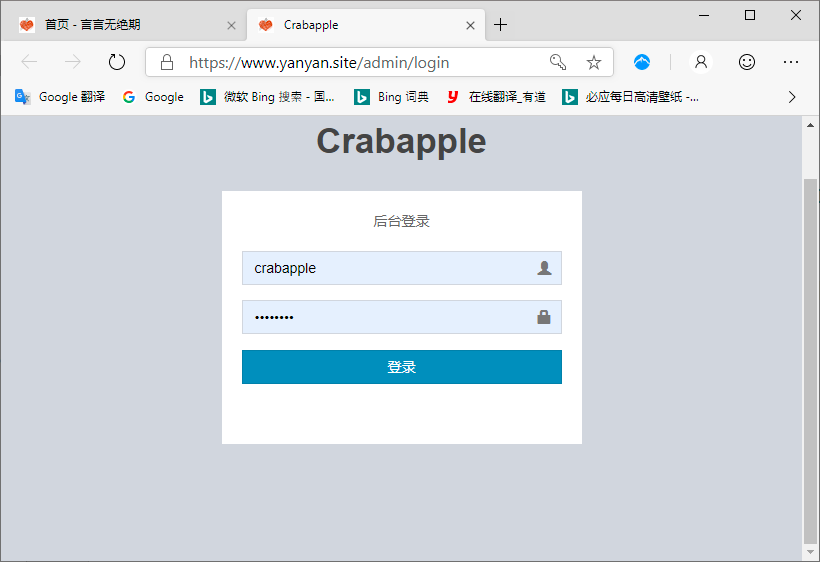 首页 - 言言无绝期
Crabapple
https://www.yanyan.site/admin/login
Google 翻译
Google
微软 Bing 搜索 - 国...
Bing 词典
在线翻译_有道
必应每日高清壁纸 -...
Crabapple
后台登录
crabapple
••••••••
登录